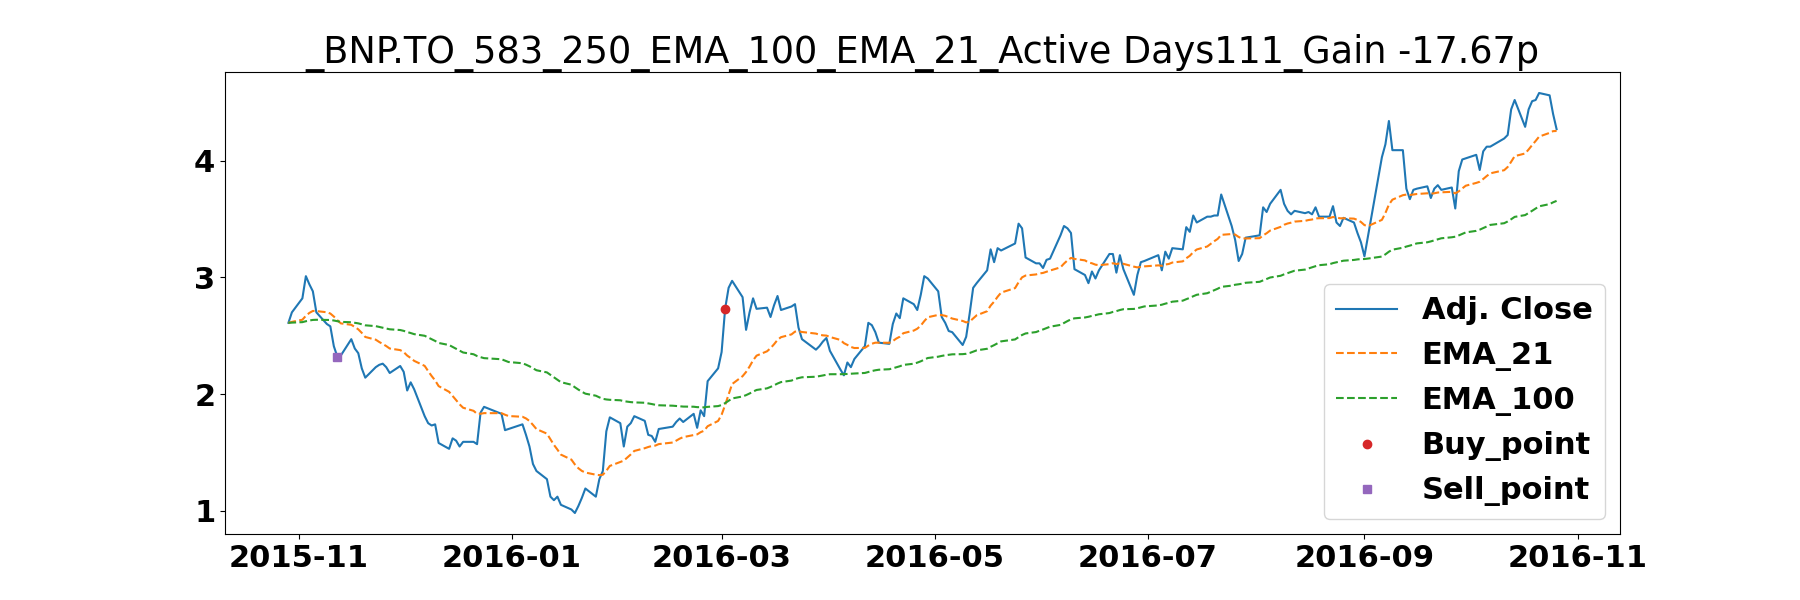 _BNP.TO_583_250_EMA_100_EMA_21_Active Days111_Gain -17.67p
4
3
2
1
Adj. Close
EMA_21
EMA_100
Buy_point
Sell_point
2015-11 2016-01 2016-03 2016-05 2016-07 2016-09 2016-11